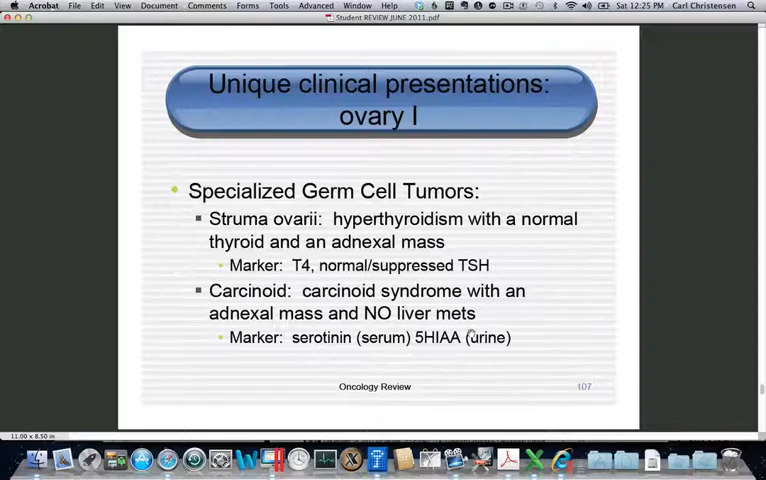 Acrobat File Edit View Document Comments Forms Tools Advanced Window Help Sat 12:25 PM Carl Christensen
Student REVIEW JUNE 2011.pdf
Unique clinical presentations:
ovary I
Specialized Germ Cell Tumors:
Struma ovarii: hyperthyroidism with a normal
thyroid and an adnexal mass
Marker: T4, normal/suppressed TSH
Carcinoid: carcinoid syndrome with an
adnexal mass and NO liver mets
Marker: serotinin (serum) 5HIAA (urine)
Oncology Review 107
11.00 x 8.50 in